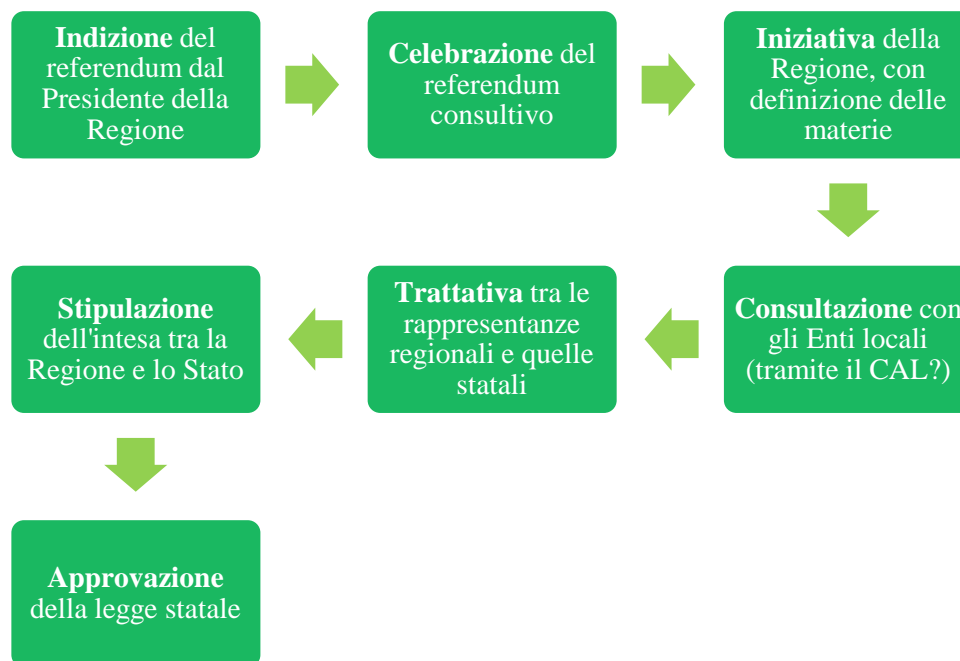 Indizione del
referendum dal
Presidente della
Regione
Celebrazione del
referendum
consultivo
Iniziativa della
Regione, con
definizione delle
materie
Consultazione con
gli Enti locali
(tramite il CAL?)
Trattativa tra le
rappresentanze
regionali e quelle
statali
Stipulazione
dell'intesa tra la
Regione e lo Stato
Approvazione
della legge statale